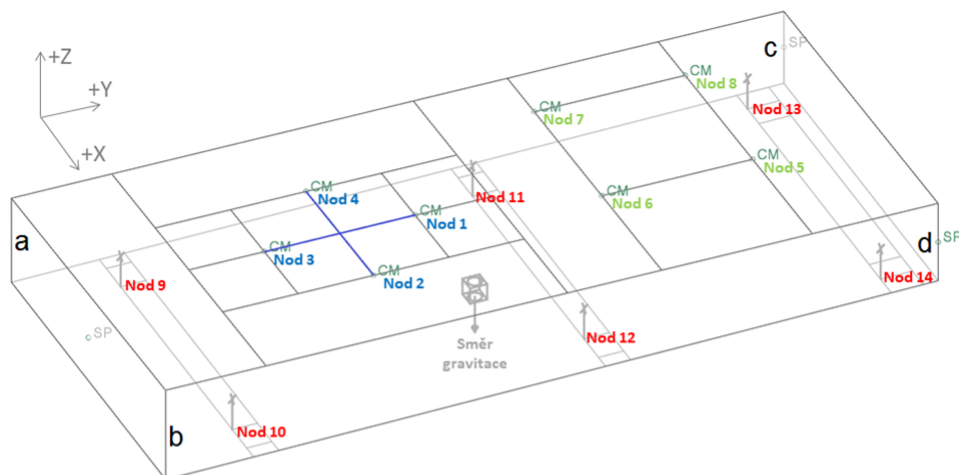 +Z
+Y
+X
c
SP
CM
Nod 8
CM
Nod 7
Nod 13
CM
Nod 5
CM
Nod 6
CM
Nod 4
Nod 11
CM
Nod 1
a
CM
Nod 3
d
SP
CM
Nod 2
Nod 9
Nod 14
SP
Směr
gravitace
Nod 12
b
Nod 10